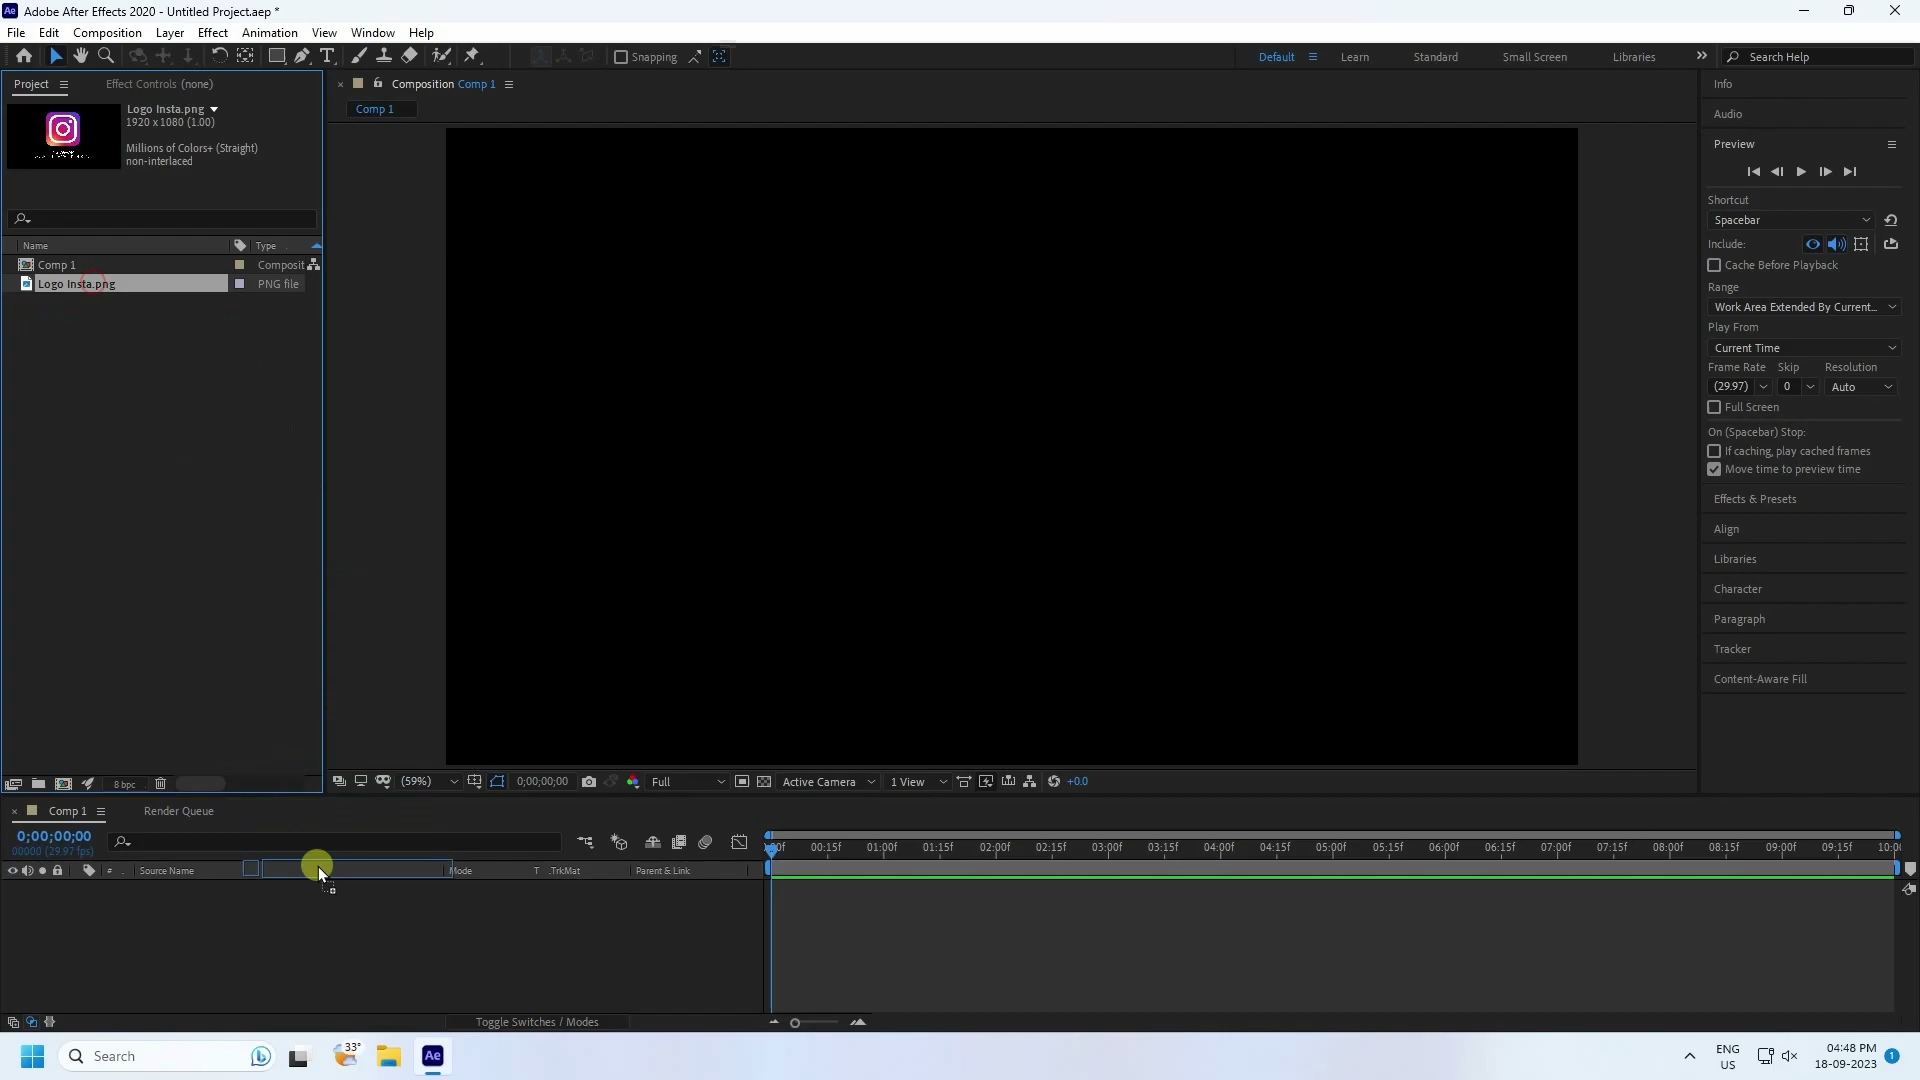 Adobe After Effects 2020 - Untitled Project.aep *
File Edit Composition Layer Effect Animation View Window Help
Snapping
Default Learn Standard Small Screen Libraries Search Help
Project Effect Controls (none)
Composition Comp 1
Comp 1
Logo Insta.png
1920 x 1080 (1.00)
Millions of Colors+ (Straight)
non-interlaced
Name Type
Comp 1 Composit
Logo Insta.png PNG file
8 bpc
(59%) 0;00;00;00 Full Active Camera 1 View +0.0
Info
Audio
Preview
Shortcut
Spacebar
Include:
Cache Before Playback
Range
Work Area Extended By Current...
Play From
Current Time
Frame Rate Skip Resolution
(29.97) 0 Auto
Full Screen
On (Spacebar) Stop:
If caching, play cached frames
Move time to preview time
Effects & Presets
Align
Libraries
Character
Paragraph
Tracker
Content-Aware Fill
Comp 1 Render Queue
0;00;00;00
00000 (29.97 fps)
00:15f 01:00f 01:15f 02:00f 02:15f 03:00f 03:15f 04:00f 04:15f 05:00f 05:15f 06:00f 06:15f 07:00f 07:15f 08:00f 08:15f 09:00f 09:15f 10:00
# Source Name Mode T .TrkMat Parent & Link
Toggle Switches / Modes
Search
33°
Ae
ENG
US
04:48 PM
18-09-2023
1